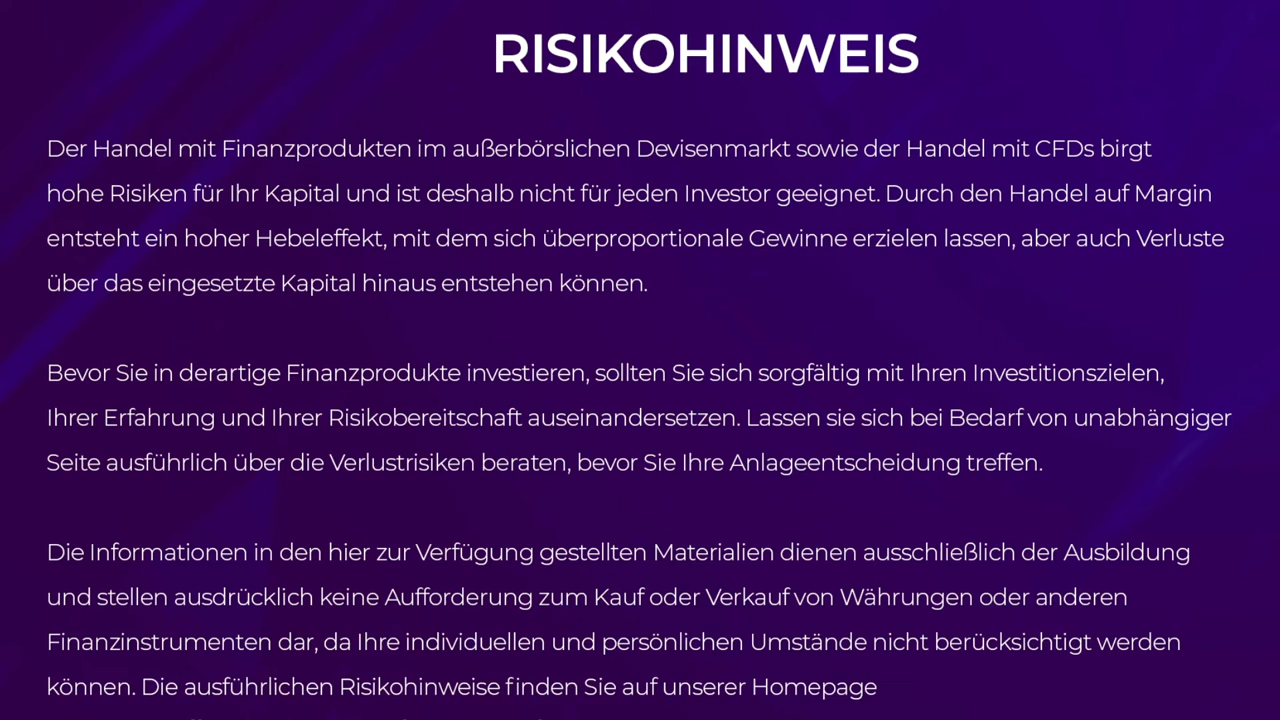 RISIKOHINWEIS
Der Handel mit Finanzprodukten im außerbörslichen Devisenmarkt sowie der Handel mit CFDs birgt
hohe Risiken für Ihr Kapital und ist deshalb nicht für jeden Investor geeignet. Durch den Handel auf Margin
entsteht ein hoher Hebeleffekt, mit dem sich überproportionale Gewinne erzielen lassen, aber auch Verluste
über das eingesetzte Kapital hinaus entstehen können.
Bevor Sie in derartige Finanzprodukte investieren, sollten Sie sich sorgfältig mit Ihren Investitionszielen,
Ihrer Erfahrung und Ihrer Risikobereitschaft auseinandersetzen. Lassen sie sich bei Bedarf von unabhängiger
Seite ausführlich über die Verlustrisiken beraten, bevor Sie Ihre Anlageentscheidung treffen.
Die Informationen in den hier zur Verfügung gestellten Materialien dienen ausschließlich der Ausbildung
und stellen ausdrücklich keine Aufforderung zum Kauf oder Verkauf von Währungen oder anderen
Finanzinstrumenten dar, da Ihre individuellen und persönlichen Umstände nicht berücksichtigt werden
können. Die ausführlichen Risikohinweise finden Sie auf unserer Homepage